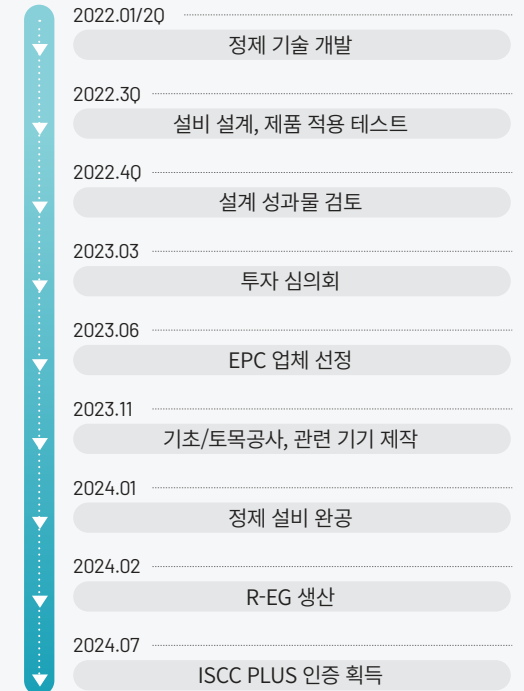 2022.01/2Q
정제 기술 개발
2022.3Q
설비 설계, 제품 적용 테스트
2022.4Q
설계 성과물 검토
2023.03
투자 심의회
2023.06
EPC 업체 선정
2023.11
기초/토목공사, 관련 기기 제작
2024.01
정제 설비 완공
2024.02
R-EG 생산
2024.07
ISCC PLUS 인증 획득